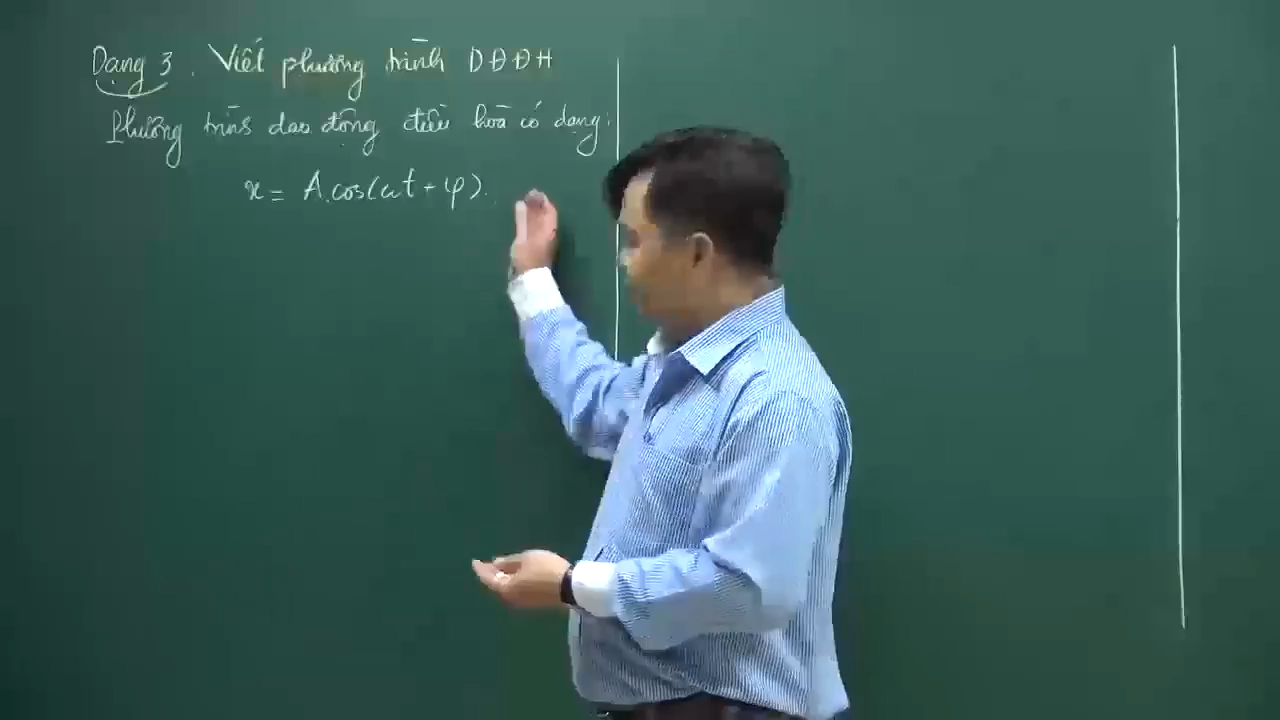 Dạng 3. Viết phương trình DĐĐH
Phương trình dao động điều hoà có dạng:
x = A.cos(ωt + φ).